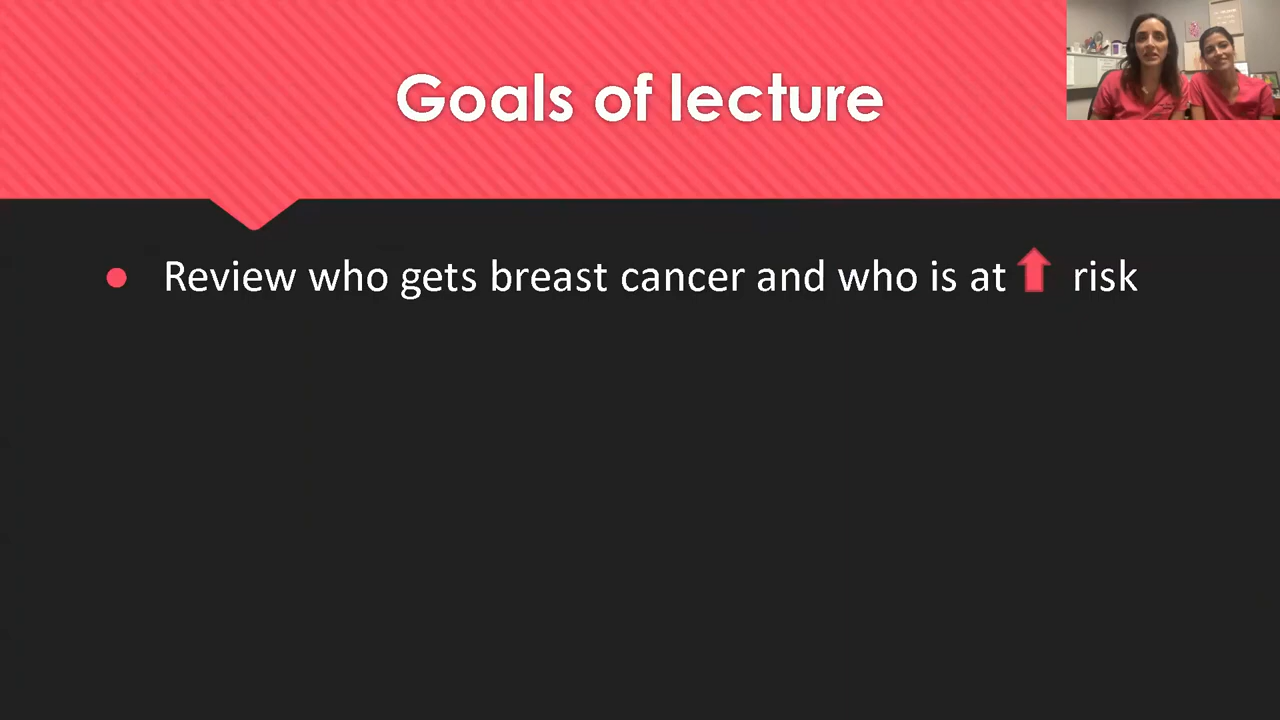 Goals of lecture
Review who gets breast cancer and who is at risk